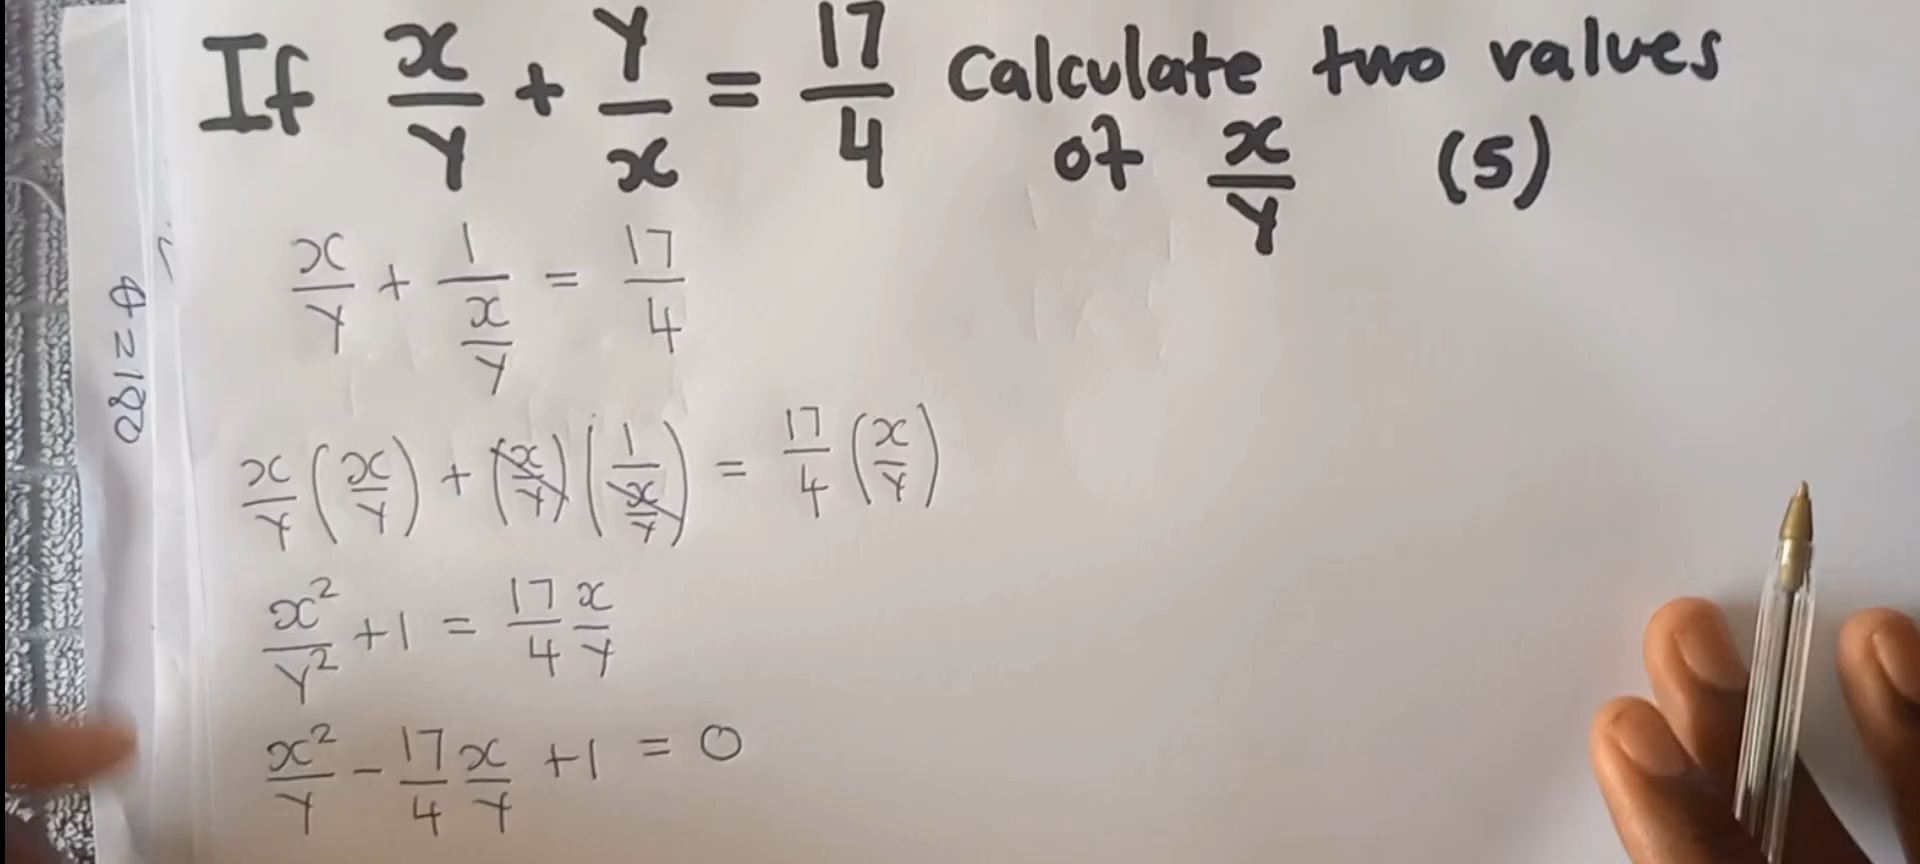 If x/y + y/x = 17/4 Calculate two values
of x/y (5)
x/y + 1/(x/y) = 17/4
x/y (x/y) + (x/y) (1/(x/y)) = 17/4 (x/y)
x²/y² + 1 = 17/4 x/y
x²/y - 17/4 x/y + 1 = 0